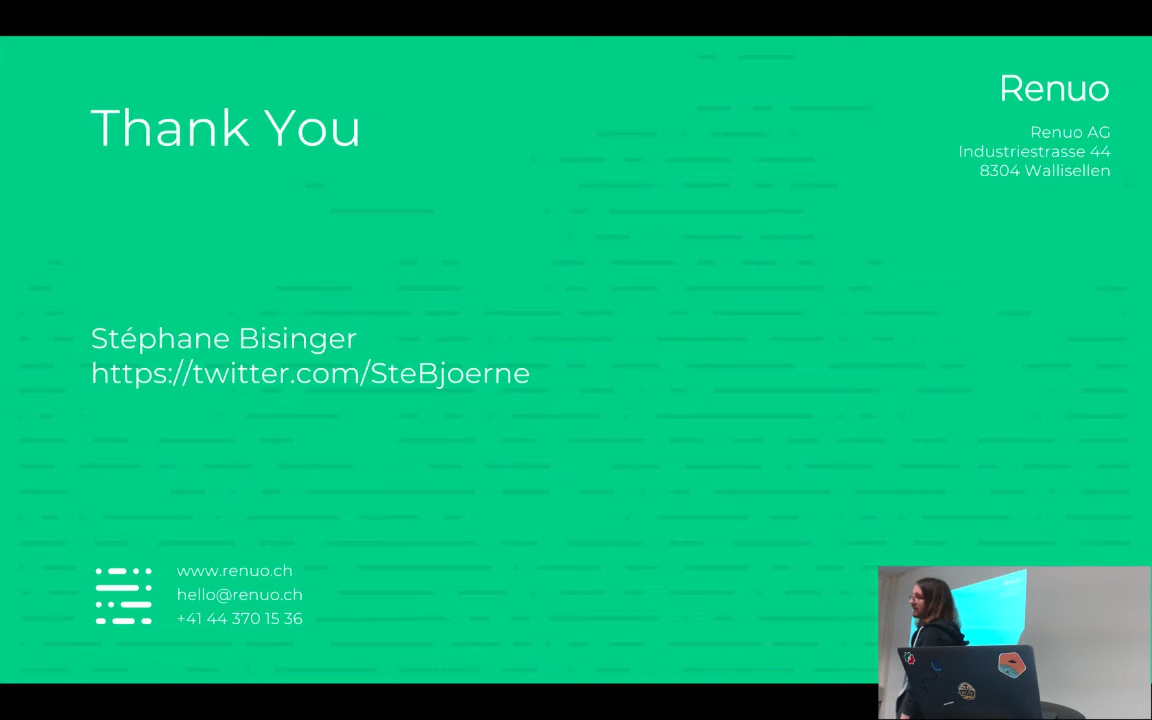 Thank You
Renuo
Renuo AG
Industriestrasse 44
8304 Wallisellen
Stéphane Bisinger
https://twitter.com/SteBjoerne
www.renuo.ch
hello@renuo.ch
+41 44 370 15 36